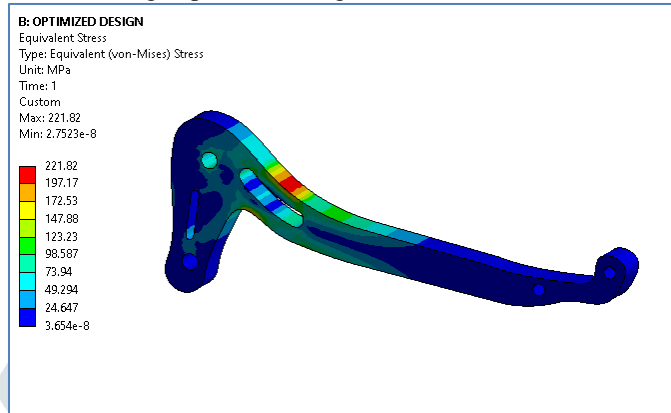 B: OPTIMIZED DESIGN
Equivalent Stress
Type: Equivalent (von-Mises) Stress
Unit: MPa
Time: 1
Custom
Max: 221.82
Min: 2.7523e-8
221.82
197.17
172.53
147.88
123.23
98.587
73.94
49.294
24.647
3.654e-8